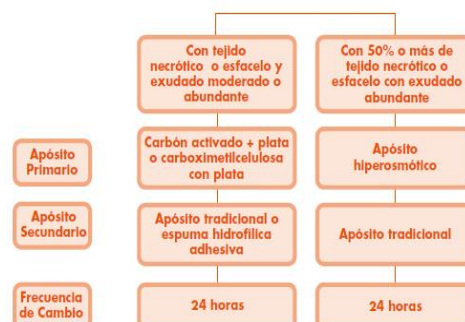 Con tejido
necrótico o esfacelo y
exudado moderado o
abundante
Con 50% o más de
tejido necrótico o
esfacelo con exudado
abundante
Apósito
Primario
Carbón activado + plata
o carboximetilcelulosa
con plata
Apósito
hiperosmótico
Apósito
Secundario
Apósito tradicional o
espuma hidrofílica
adhesiva
Apósito tradicional
Frecuencia
de Cambio
24 horas
24 horas